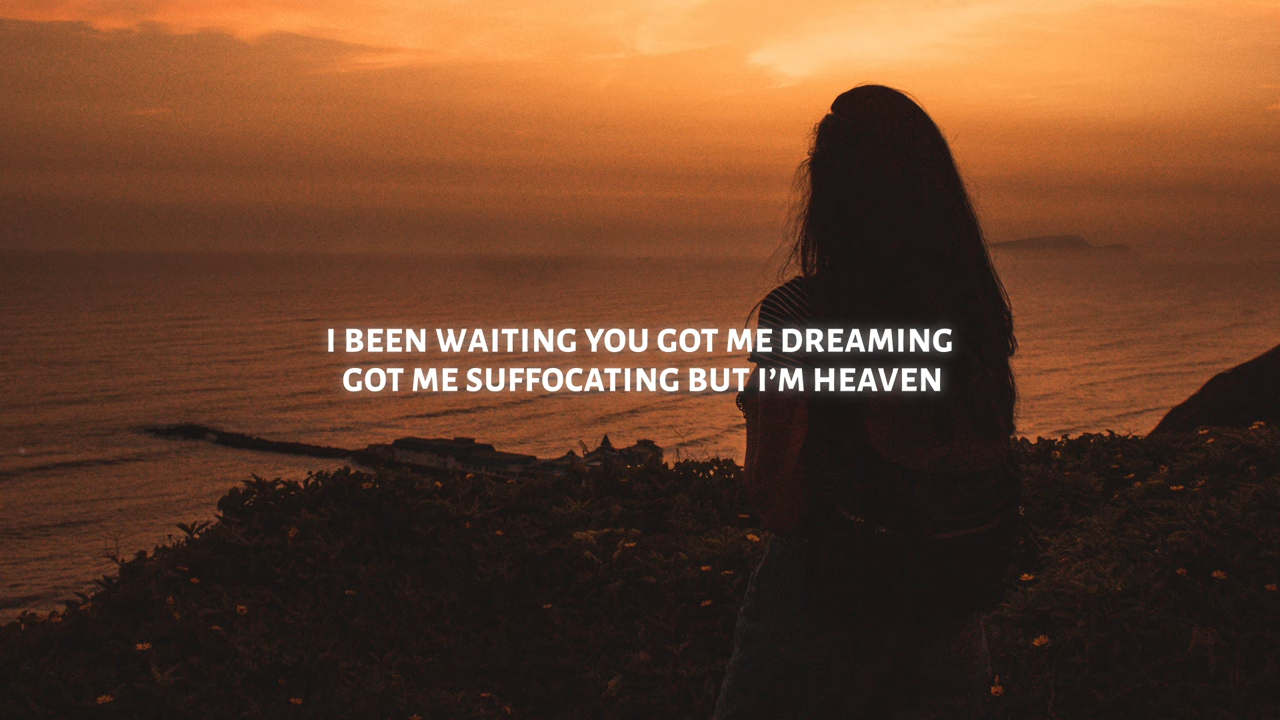 I BEEN WAITING YOU GOT ME DREAMING
GOT ME SUFFOCATING BUT I’M HEAVEN